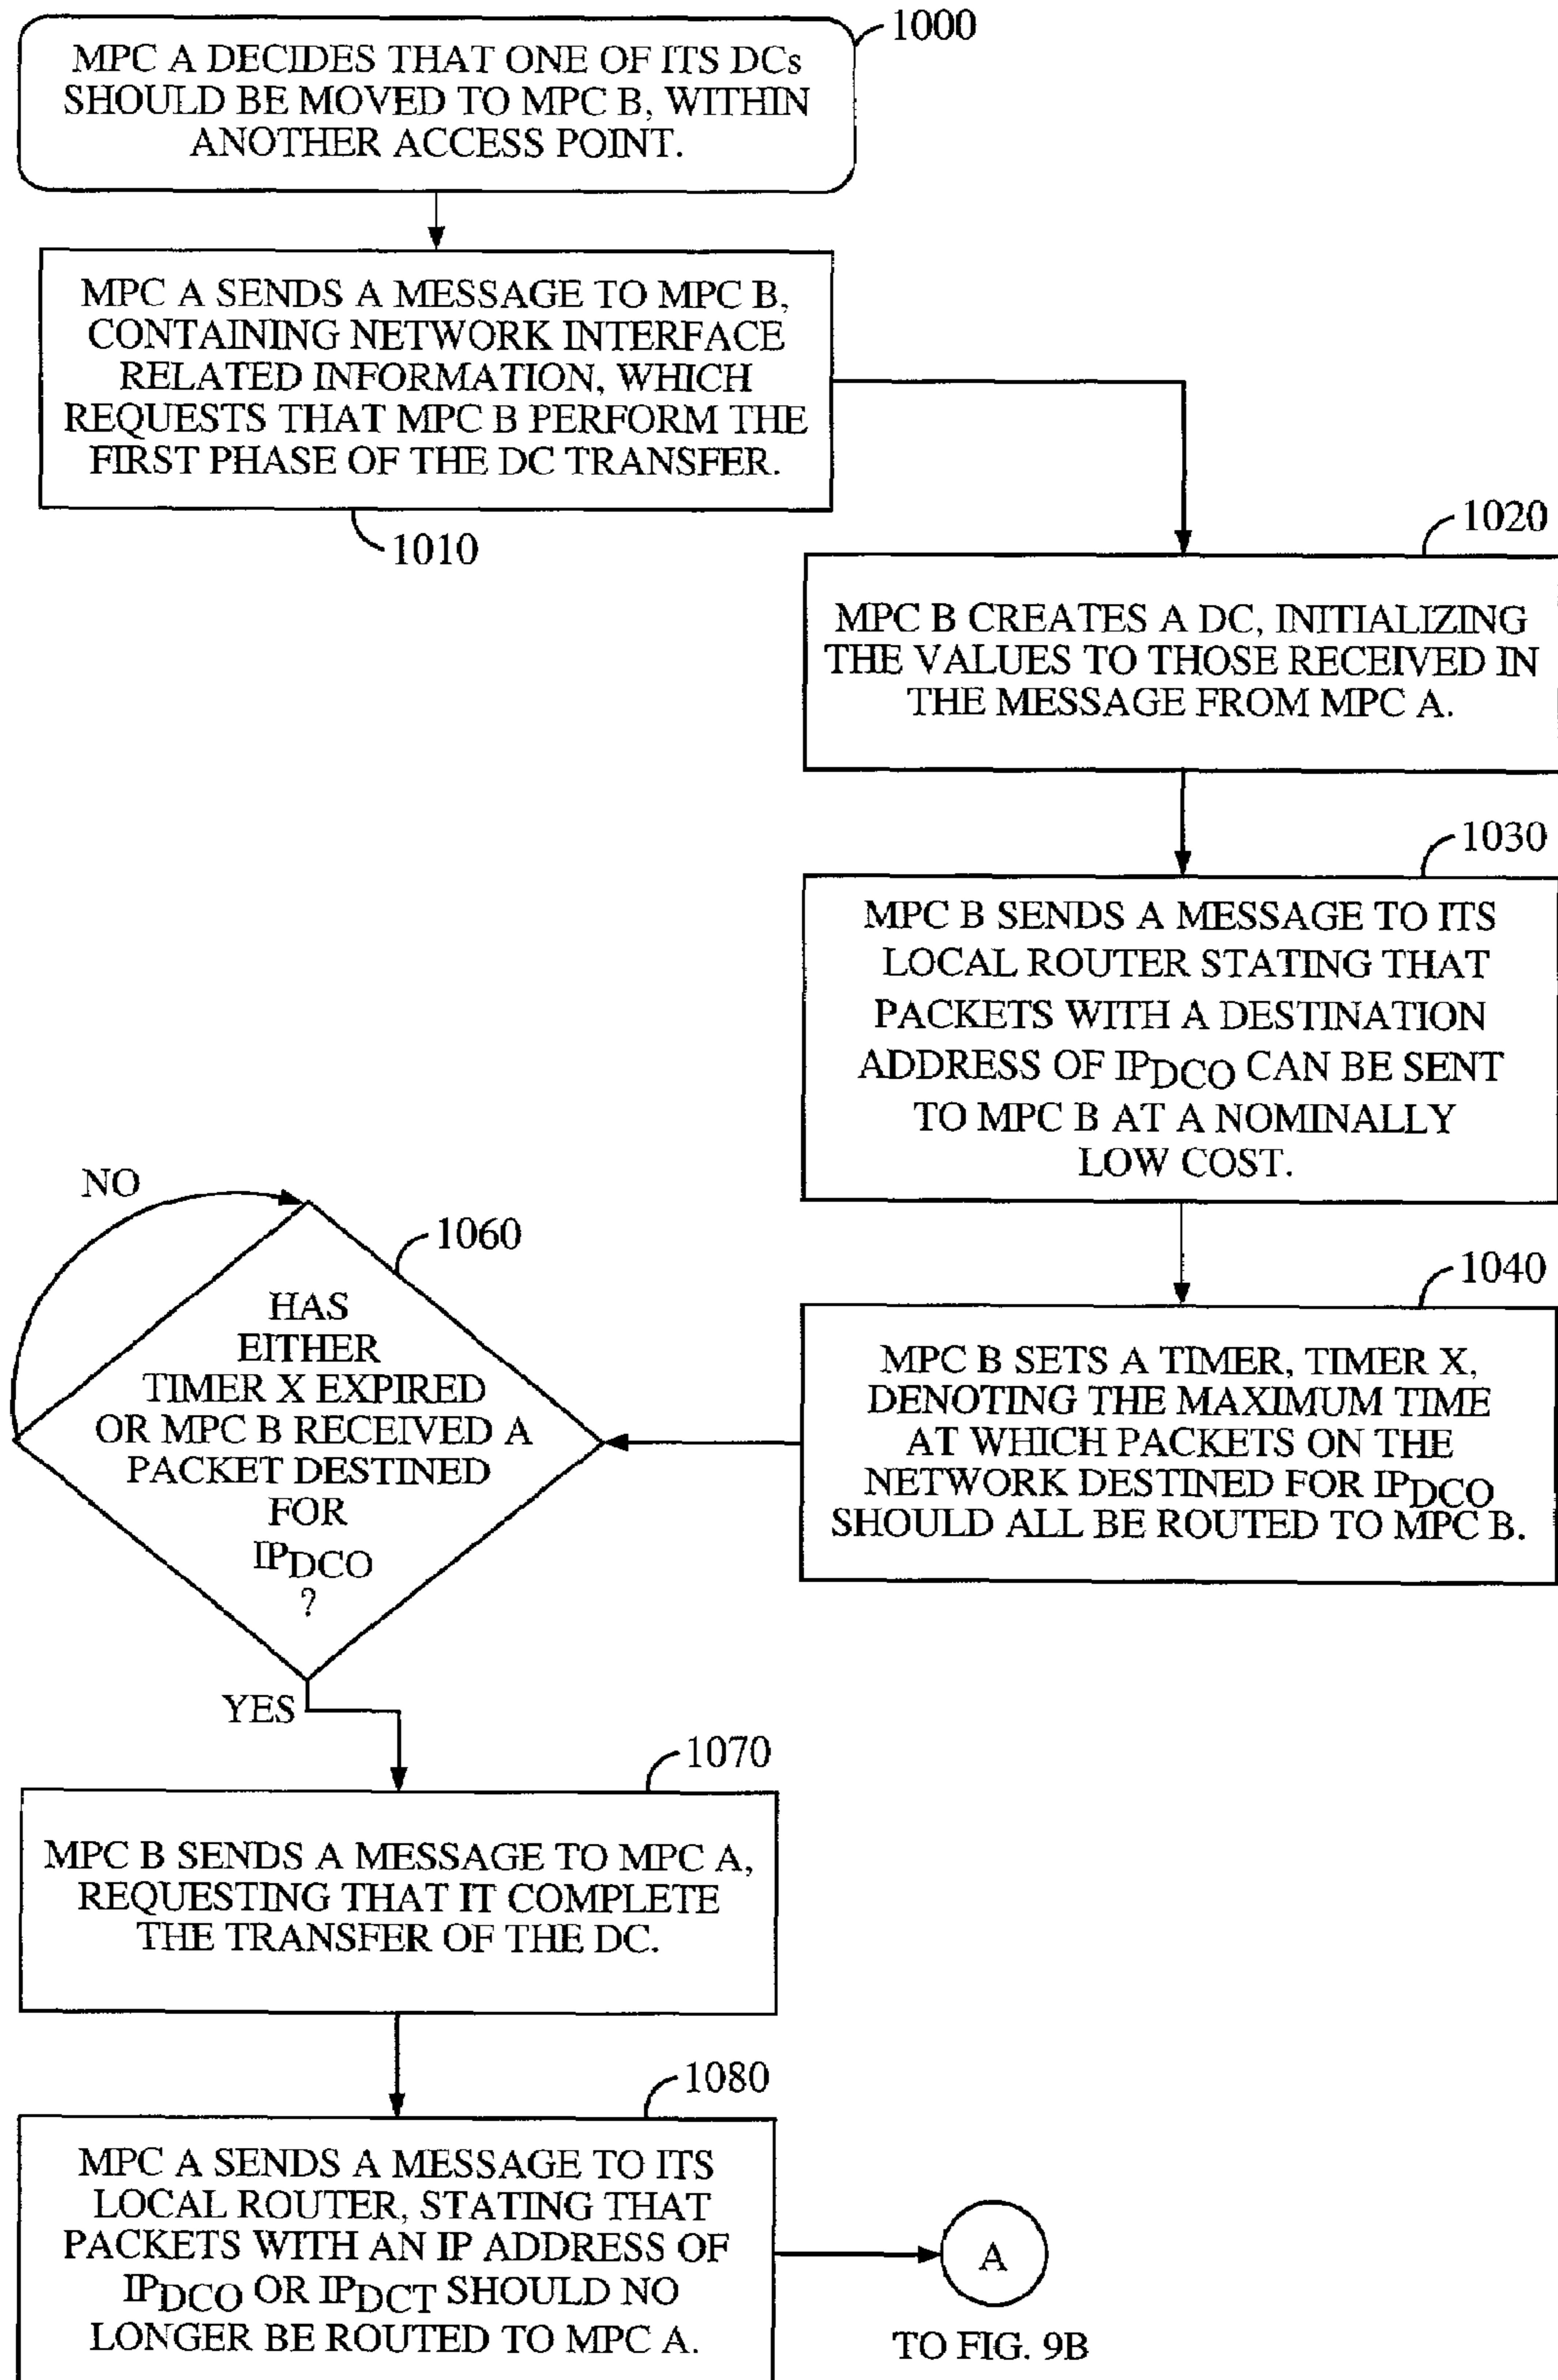 1000
MPC A DECIDES THAT ONE OF ITS DCs
SHOULD BE MOVED TO MPC B, WITHIN
ANOTHER ACCESS POINT.
MPC A SENDS A MESSAGE TO MPC B,
CONTAINING NETWORK INTERFACE
RELATED INFORMATION, WHICH
REQUESTS THAT MPC B PERFORM THE
FIRST PHASE OF THE DC TRANSFER.
1010
1020
MPC B CREATES A DC, INITIALIZING
THE VALUES TO THOSE RECEIVED IN
THE MESSAGE FROM MPC A.
1030
MPC B SENDS A MESSAGE TO ITS
LOCAL ROUTER STATING THAT
PACKETS WITH A DESTINATION
ADDRESS OF IPDCO CAN BE SENT
TO MPC B AT A NOMINALLY
LOW COST.
1040
MPC B SETS A TIMER, TIMER X,
DENOTING THE MAXIMUM TIME
AT WHICH PACKETS ON THE
NETWORK DESTINED FOR IPDCO
SHOULD ALL BE ROUTED TO MPC B.
NO
1060
HAS
EITHER
TIMER X EXPIRED
OR MPC B RECEIVED A
PACKET DESTINED
FOR
IPDCO
?
YES
1070
MPC B SENDS A MESSAGE TO MPC A,
REQUESTING THAT IT COMPLETE
THE TRANSFER OF THE DC.
1080
MPC A SENDS A MESSAGE TO ITS
LOCAL ROUTER, STATING THAT
PACKETS WITH AN IP ADDRESS OF
IPDCO OR IPDCT SHOULD NO
LONGER BE ROUTED TO MPC A.
A
TO FIG. 9B